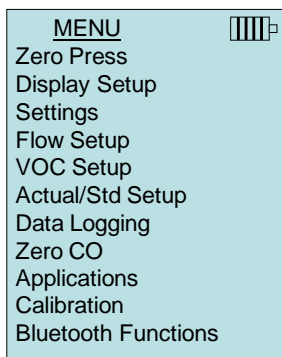 MENU
Zero Press
Display Setup
Settings
Flow Setup
VOC Setup
Actual/Std Setup
Data Logging
Zero CO
Applications
Calibration
Bluetooth Functions